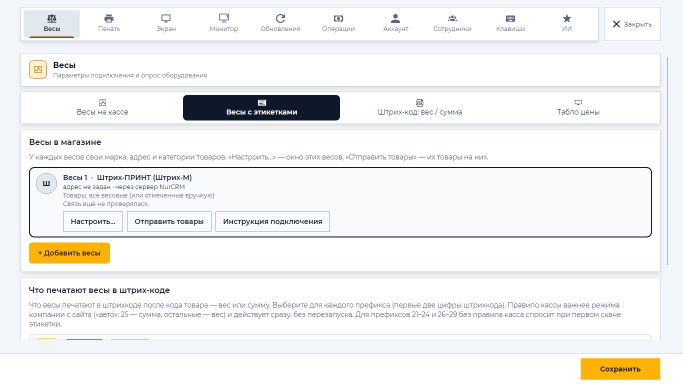 Весы
Печать
Экран
Монитор
Обновления
Операции
Аккаунт
Сотрудники
Клавиши
ИИ
Закрыть
Весы
Параметры подключения и опрос оборудования
Весы на кассе
Весы с этикетками
Штрих-код: вес / сумма
Табло цены
Весы в магазине
У каждых весов свои марка, адрес и категории товаров. «Настроить…» — окно этих весов, «Отправить товары» — их товары на них.
Ш
Весы 1 · Штрих-ПРИНТ (Штрих-М)
адрес не задан · через сервер NurCRM
Товары: все весовые (или отмеченные вручную)
Связь ещё не проверялась.
Настроить…
Отправить товары
Инструкция подключения
+ Добавить весы
Что печатают весы в штрих-коде
Что весы печатают в штрихкоде после кода товара — вес или сумму. Выберите для каждого префикса (первые две цифры штрихкода). Правило кассы важнее режима
компании с сайта («авто»: 25 — сумма, остальные — вес) и действует сразу, без перезапуска. Для префиксов 21–24 и 26–29 без правила касса спросит при первом скане
этикетки.
Сохранить